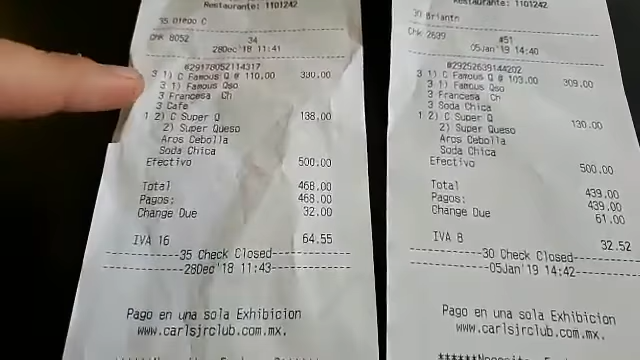 Restaurante: 1101242
35 Diego C
Chk 8052 34
28Dec'18 11:41
#29178052114317
3 1) C Famous Q @ 110.00 330.00
3 1) Famous Qso
3 Francesa Ch
3 Cafe
1 2) C Super Q 138.00
2) Super Queso
Aros Cebolla
Soda Chica
Efectivo 500.00
Total 468.00
Pagos: 468.00
Change Due 32.00
IVA 16 64.55
--------35 Check Closed--------
--------28Dec'18 11:43--------
Pago en una sola Exhibicion
www.carlsjrclub.com.mx.
Restaurante: 1101242
30 Briantn
Chk 2639 #51
05Jan'19 14:40
#29252639144202
3 1) C Famous Q @ 103.00 309.00
3 1) Famous Qso
3 Francesa Ch
3 Soda Chica
1 2) C Super Q 130.00
2) Super Queso
Aros Cebolla
Soda Chica
Efectivo 500.00
Total 439.00
Pagos: 439.00
Change Due 61.00
IVA 8 32.52
--------30 Check Closed--------
--------05Jan'19 14:42--------
Pago en una sola Exhibicion
www.carlsjrclub.com.mx.